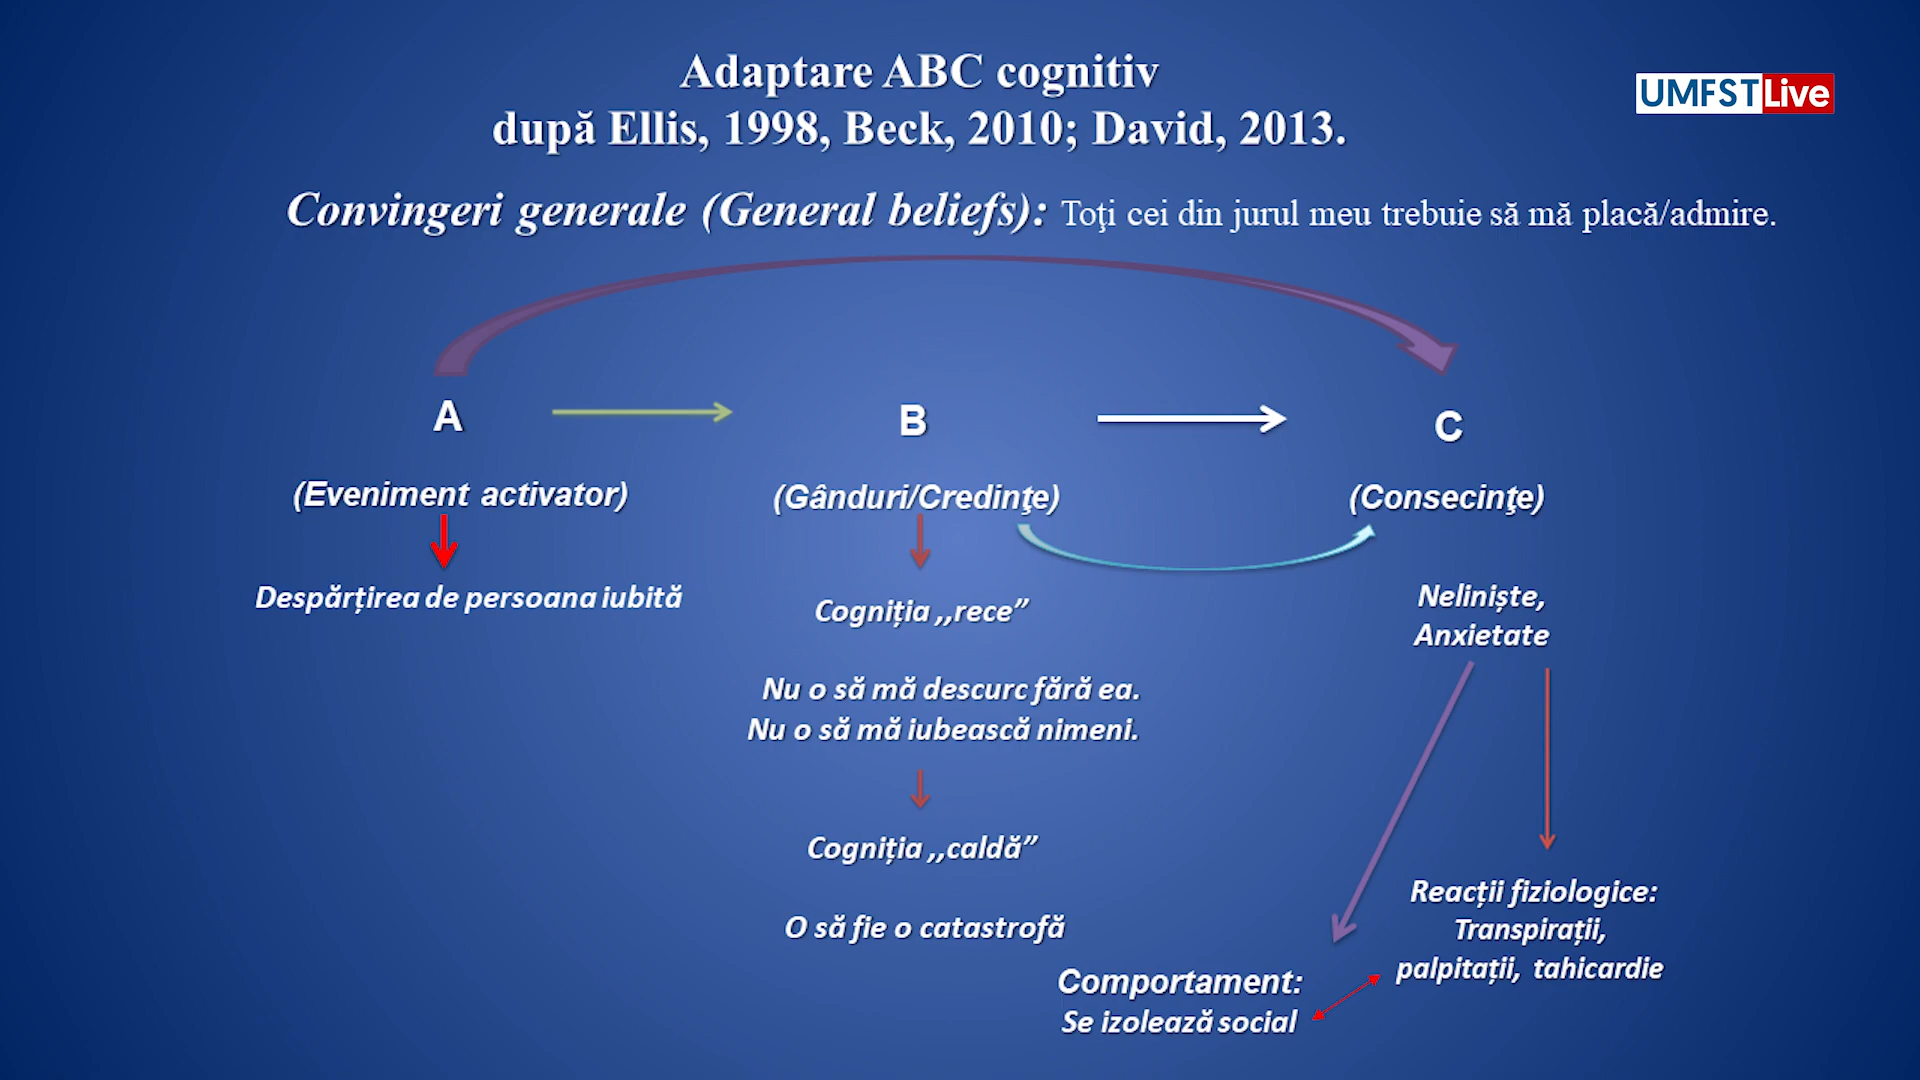 Adaptare ABC cognitiv
după Ellis, 1998, Beck, 2010; David, 2013.
UMFST Live
Convingeri generale (General beliefs): Toţi cei din jurul meu trebuie să mă placă/admire.
A
B
C
(Eveniment activator)
(Gânduri/Credinţe)
(Consecinţe)
Despărțirea de persoana iubită
Cogniția ,,rece”
Nu o să mă descurc fără ea.
Nu o să mă iubească nimeni.
Cogniția ,,caldă”
O să fie o catastrofă
Neliniște,
Anxietate
Reacții fiziologice:
Transpirații,
palpitații, tahicardie
Comportament:
Se izolează social